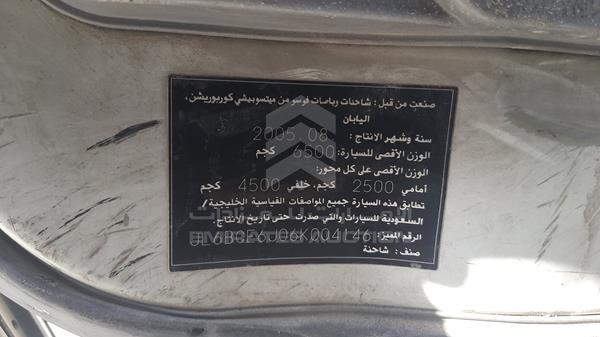 صنعت من قبل : شاحنات وباصات فوسو من ميتسوبيشي كوربوريشن ،
اليابان
سنة وشهر الانتاج : 2005 08
الوزن الأقصى للسيارة: 6500 كجم
الوزن الأقصى على كل محور:
أمامي 2500 كجم، خلفي 4500 كجم
تطابق هذه السيارة جميع المواصفات القياسية الخليجية/
السعودية للسيارات والتي صدرت حتى تاريخ الانتاج.
الرقم المميز: JL6BGE6J06K004146
صنف: شاحنة